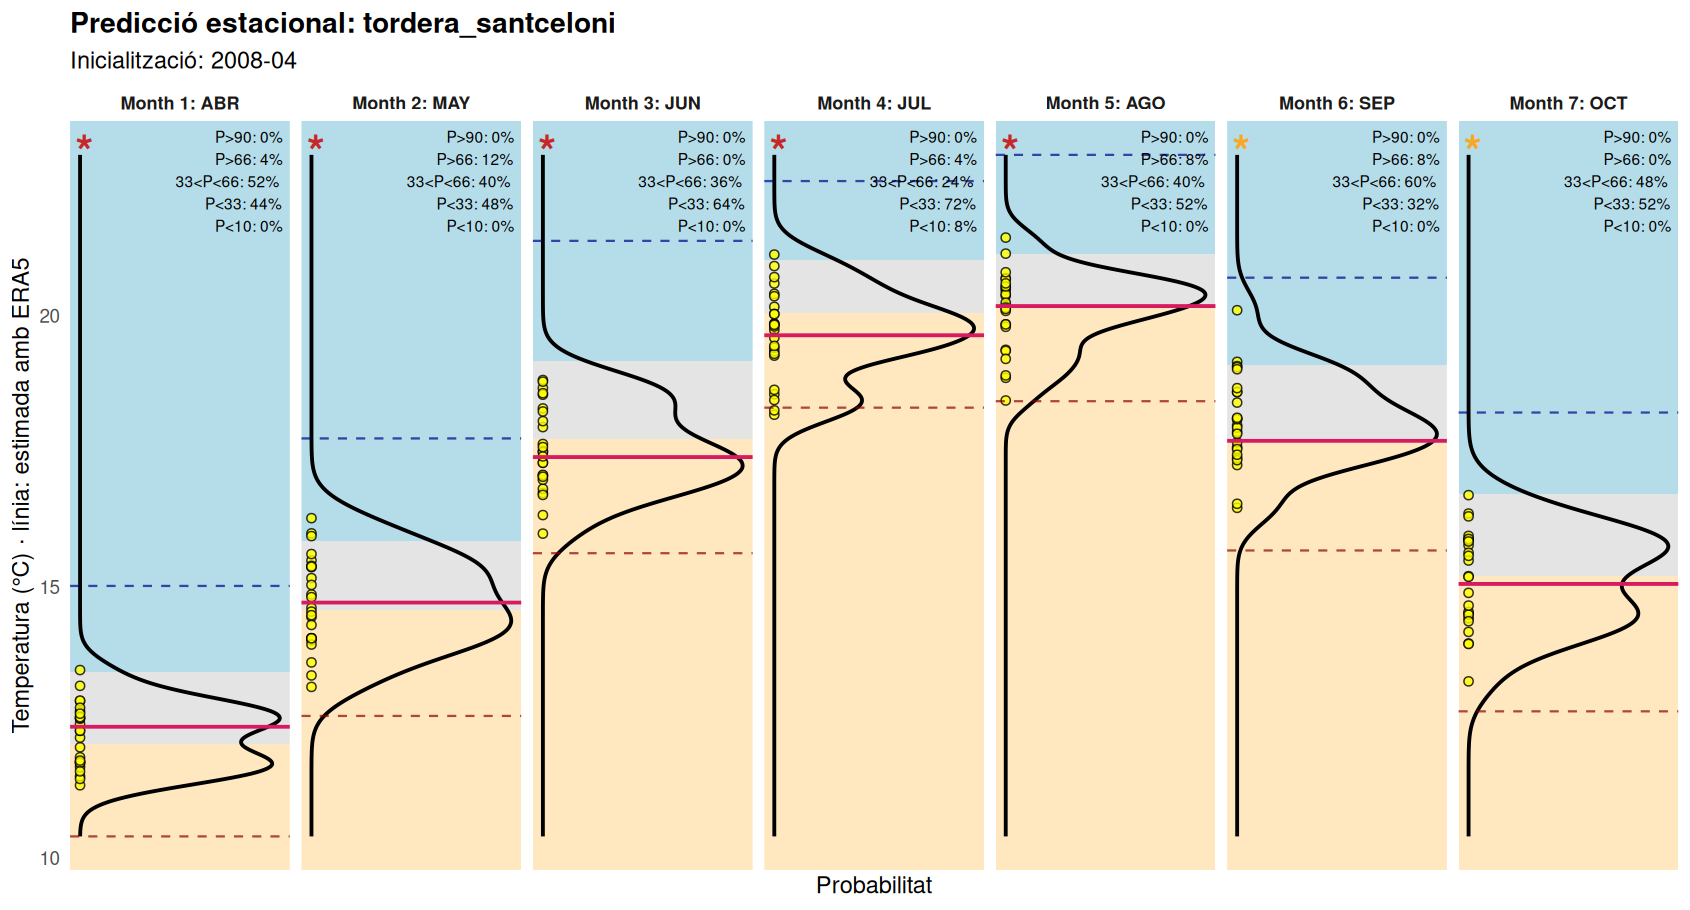 Predicció estacional: tordera_santceloni
Inicialització: 2008-04
Month 1: ABR
Month 2: MAY
Month 3: JUN
Month 4: JUL
Month 5: AGO
Month 6: SEP
Month 7: OCT
*
P>90: 0%
P>66: 4%
33<P<66: 52%
P<33: 44%
P<10: 0%
*
P>90: 0%
P>66: 12%
33<P<66: 40%
P<33: 48%
P<10: 0%
*
P>90: 0%
P>66: 0%
33<P<66: 36%
P<33: 64%
P<10: 0%
*
P>90: 0%
P>66: 4%
33<P<66: 24%
P<33: 72%
P<10: 8%
*
P>90: 0%
P>66: 8%
33<P<66: 40%
P<33: 52%
P<10: 0%
*
P>90: 0%
P>66: 8%
33<P<66: 60%
P<33: 32%
P<10: 0%
*
P>90: 0%
P>66: 0%
33<P<66: 48%
P<33: 52%
P<10: 0%
Temperatura (°C) · línia: estimada amb ERA5
20
15
10
Probabilitat